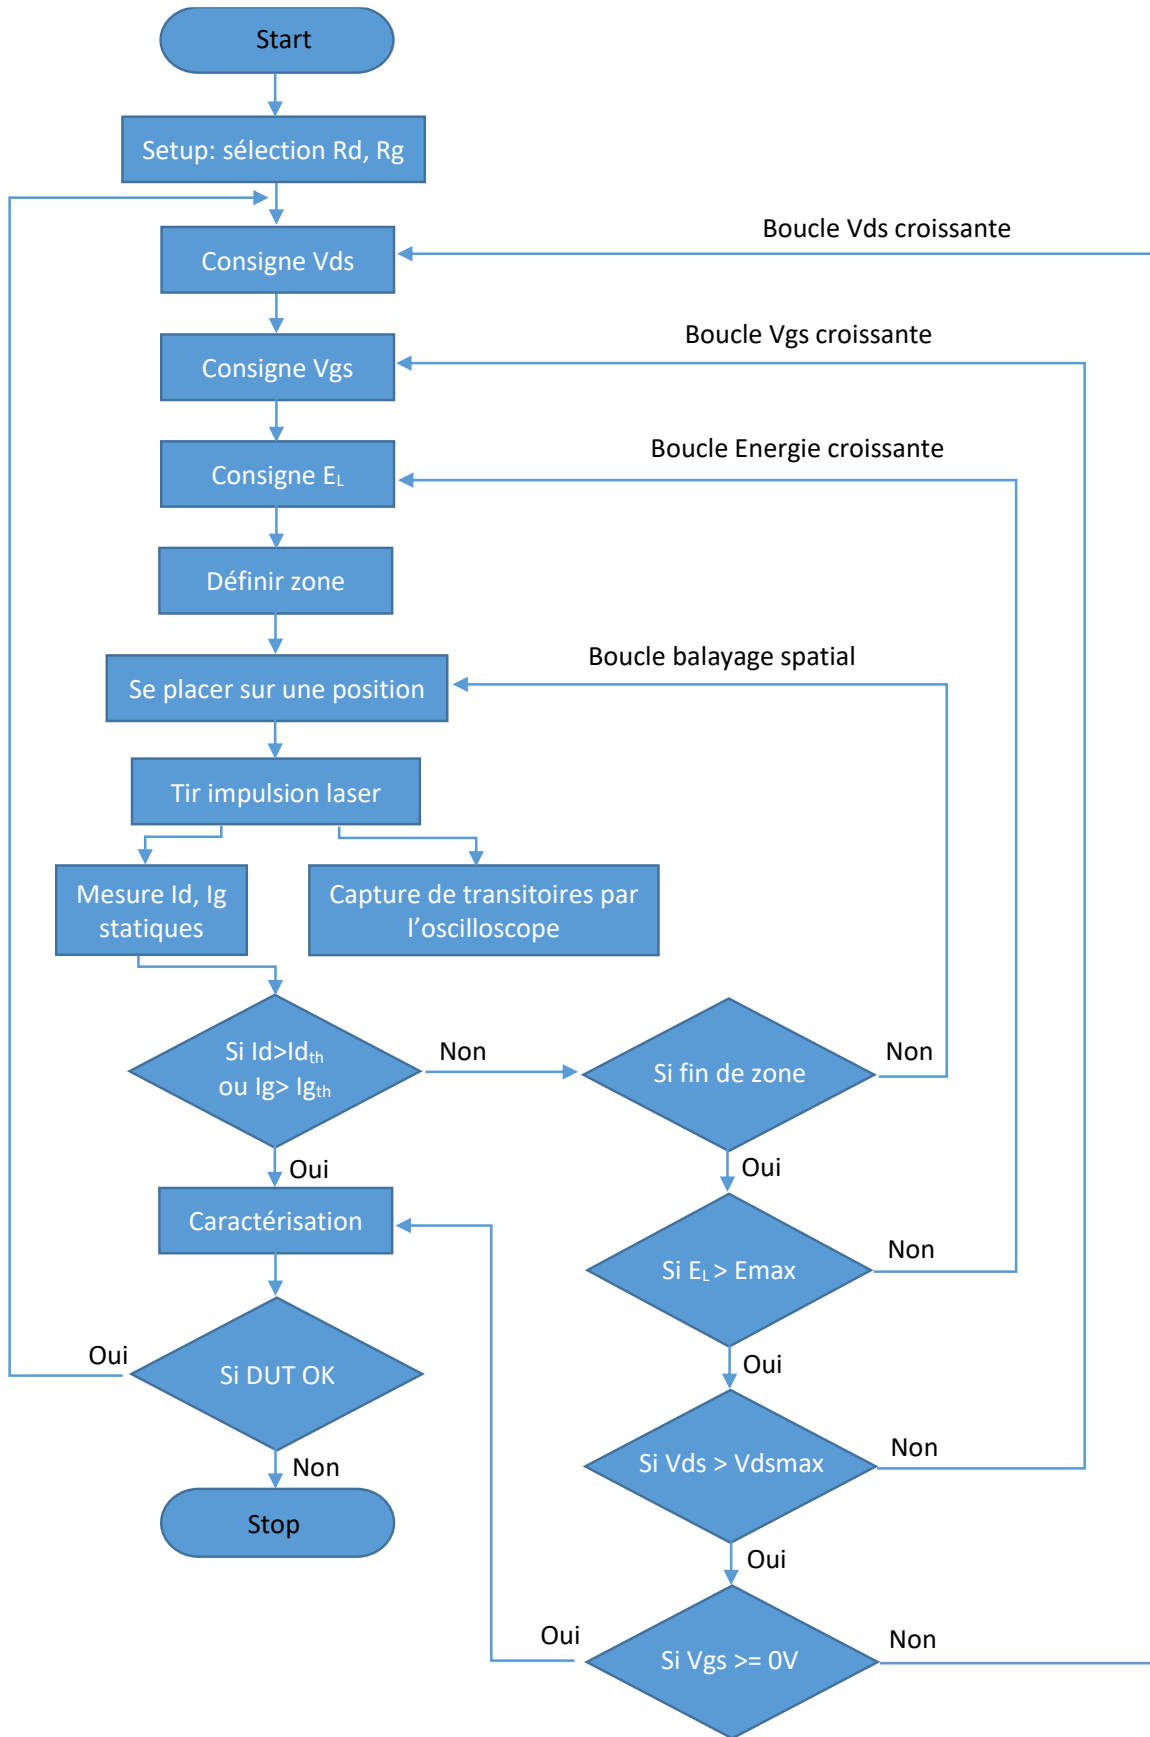 Start
Setup: sélection Rd, Rg
Consigne Vds
Boucle Vds croissante
Consigne Vgs
Boucle Vgs croissante
Consigne EL
Boucle Energie croissante
Définir zone
Se placer sur une position
Boucle balayage spatial
Tir impulsion laser
Mesure Id, Ig
statiques
Capture de transitoires par
l'oscilloscope
Si Id>Idth
ou Ig> Igth
Non
Si fin de zone
Non
Oui
Oui
Caractérisation
Si EL > Emax
Non
Oui
Si DUT OK
Oui
Non
Stop
Si Vds > Vdsmax
Non
Oui
Oui
Si Vgs >= 0V
Non